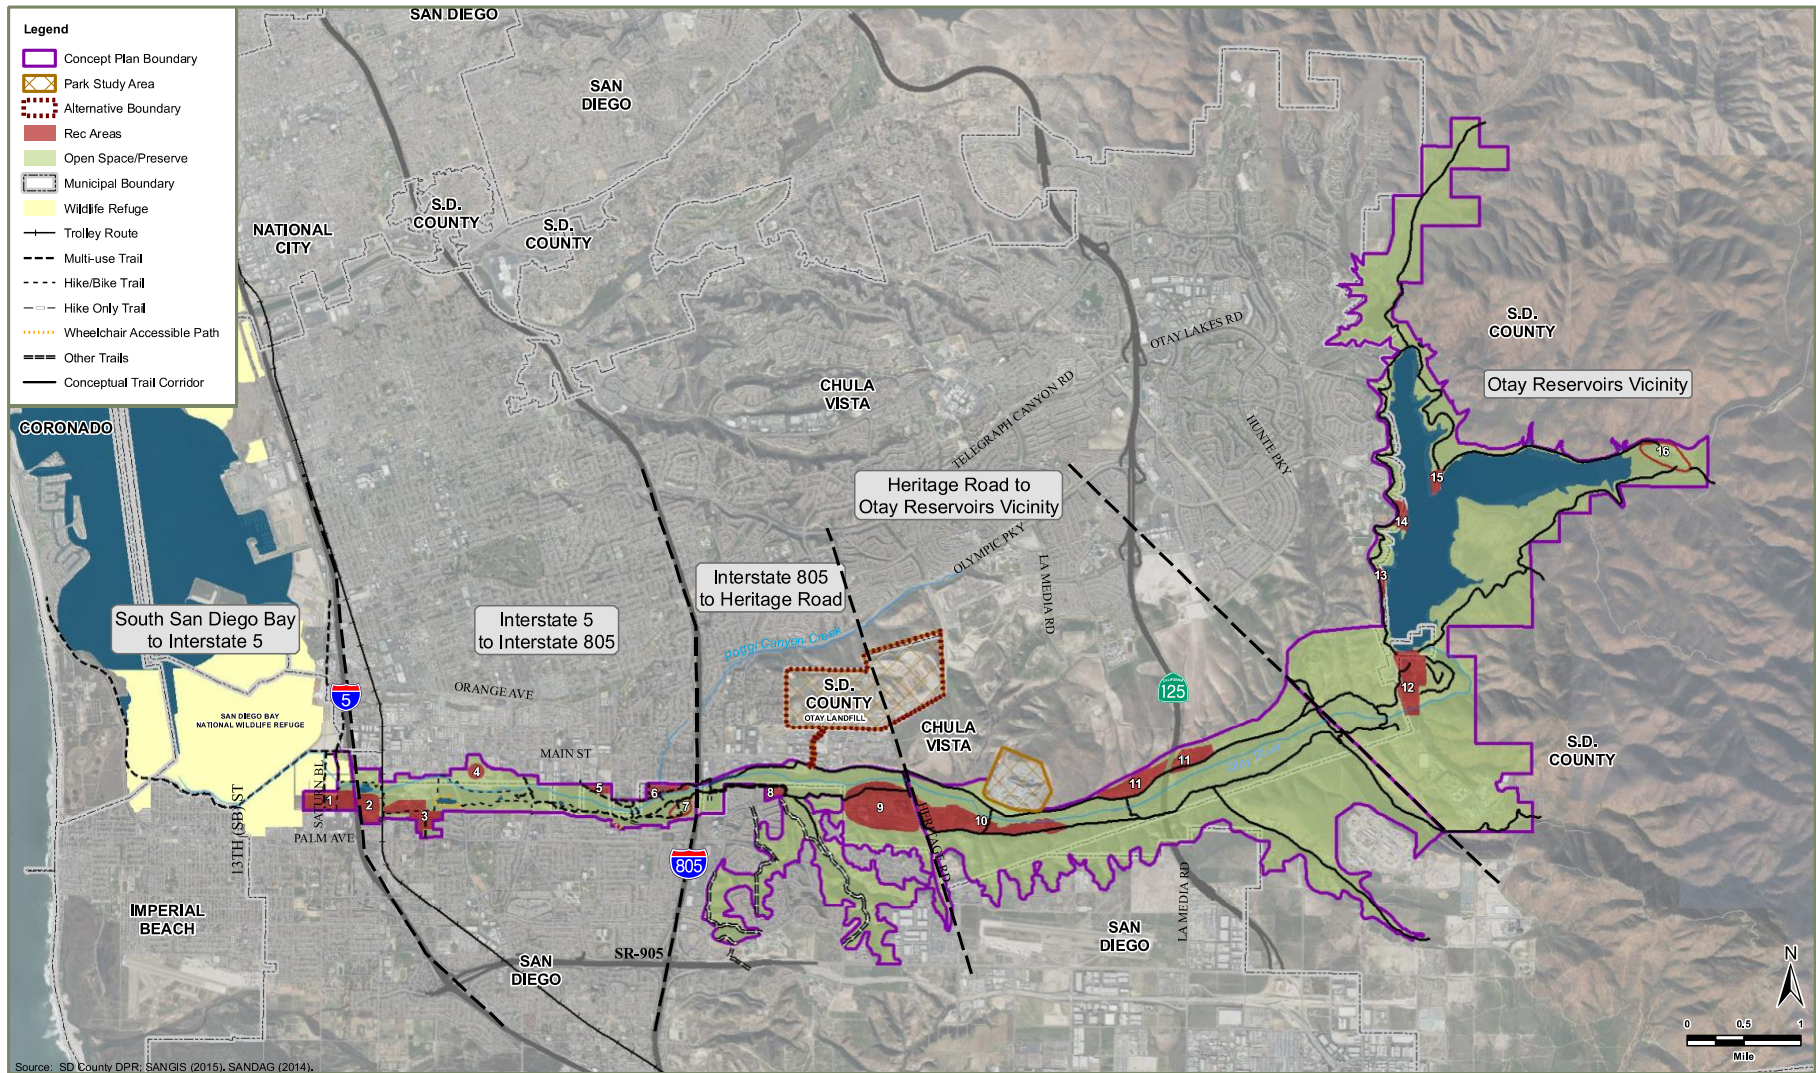 Legend
Concept Plan Boundary
Park Study Area
Alternative Boundary
Rec Areas
Open Space/Preserve
Municipal Boundary
Wildlife Refuge
Trolley Route
Multi-use Trail
Hike/Bike Trail
Hike Only Trail
Wheelchair Accessible Path
Other Trails
Conceptual Trail Corridor
SAN DIEGO
SAN
DIEGO
S.D.
COUNTY
S.D.
COUNTY
NATIONAL
CITY
OTAY LAKES RD
S.D.
COUNTY
CHULA
VISTA
TELEGRAPH CANYON RD
Otay Reservoirs Vicinity
CORONADO
HUNTE PKY
16
15
Heritage Road to
Otay Reservoirs Vicinity
14
OLYMPIC PKY
LA MEDIA RD
13
Interstate 805
to Heritage Road
South San Diego Bay
to Interstate 5
Interstate 5
to Interstate 805
Poggi Canyon Creek
S.D.
COUNTY
OTAY LANDFILL
ORANGE AVE
5
125
12
SAN DIEGO BAY
NATIONAL WILDLIFE REFUGE
CHULA
VISTA
MAIN ST
S.D.
COUNTY
SATURN BL
13TH (SB) ST
PALM AVE
1
2
3
4
5
6
7
8
9
10
11
11
HERITAGE RD
805
LA MEDIA RD
IMPERIAL
BEACH
SAN
DIEGO
SR-905
SAN
DIEGO
N
0 0.5 1
Mile
Source: SD County DPR; SANGIS (2015), SANDAG (2014).